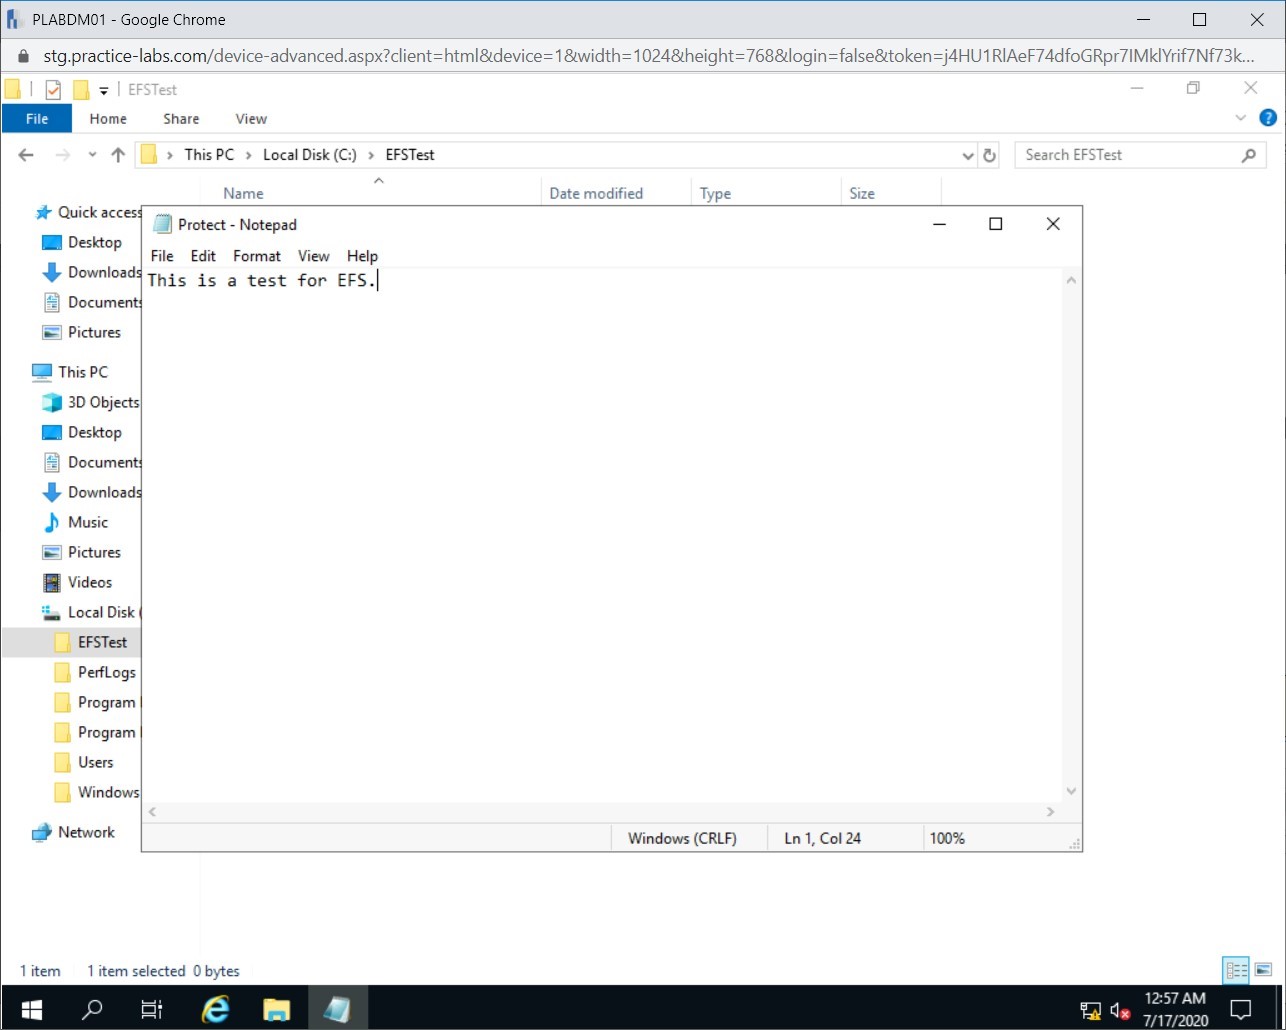 PLABDM01 - Google Chrome
stg.practice-labs.com/device-advanced.aspx?client=html&device=1&width=1024&height=768&login=false&token=j4HU1RlAeF74dfoGRpr7IMklYrif7Nf73k...
EFSTest
File Home Share View
This PC > Local Disk (C:) > EFSTest
Search EFSTest
Name Date modified Type Size
Quick access
Desktop
Downloads
Documents
Pictures
This PC
3D Objects
Desktop
Documents
Downloads
Music
Pictures
Videos
Local Disk (
EFSTest
PerfLogs
Program
Program
Users
Windows
Network
Protect - Notepad
File Edit Format View Help
This is a test for EFS.
Windows (CRLF) Ln 1, Col 24 100%
1 item 1 item selected 0 bytes
12:57 AM
7/17/2020